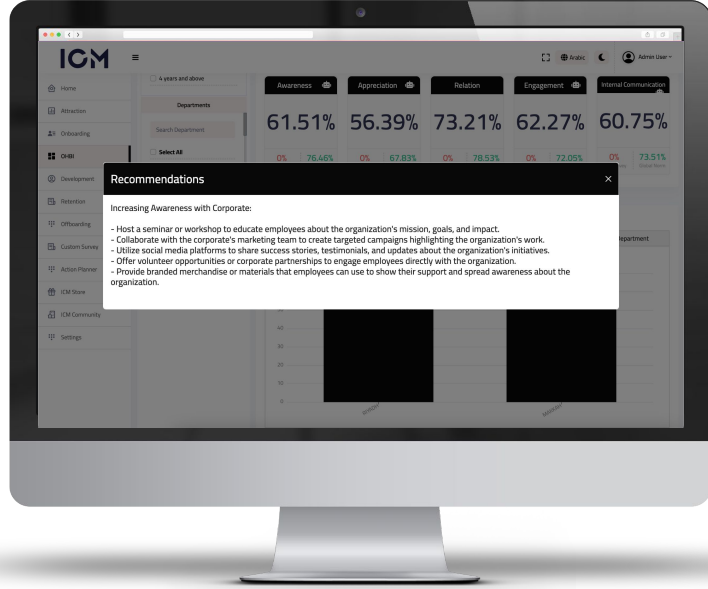 ICM
Arabic
Admin User
Home
Attraction
Onboarding
OHBI
Development
Retention
Offboarding
Custom Survey
Action Planner
ICM Store
ICM Community
Settings
4 years and above
Departments
Search Department
Select All
Awareness
61.51%
0% 76.46%
Appreciation
56.39%
0% 67.83%
Relation
73.21%
0% 78.53%
Engagement
62.27%
0% 72.05%
Internal Communication
60.75%
0% 73.51%
Recommendations
Increasing Awareness with Corporate:
- Host a seminar or workshop to educate employees about the organization's mission, goals, and impact.
- Collaborate with the corporate's marketing team to create targeted campaigns highlighting the organization's work.
- Utilize social media platforms to share success stories, testimonials, and updates about the organization's initiatives.
- Offer volunteer opportunities or corporate partnerships to engage employees directly with the organization.
- Provide branded merchandise or materials that employees can use to show their support and spread awareness about the
organization.
Department
40
30
20
10
0